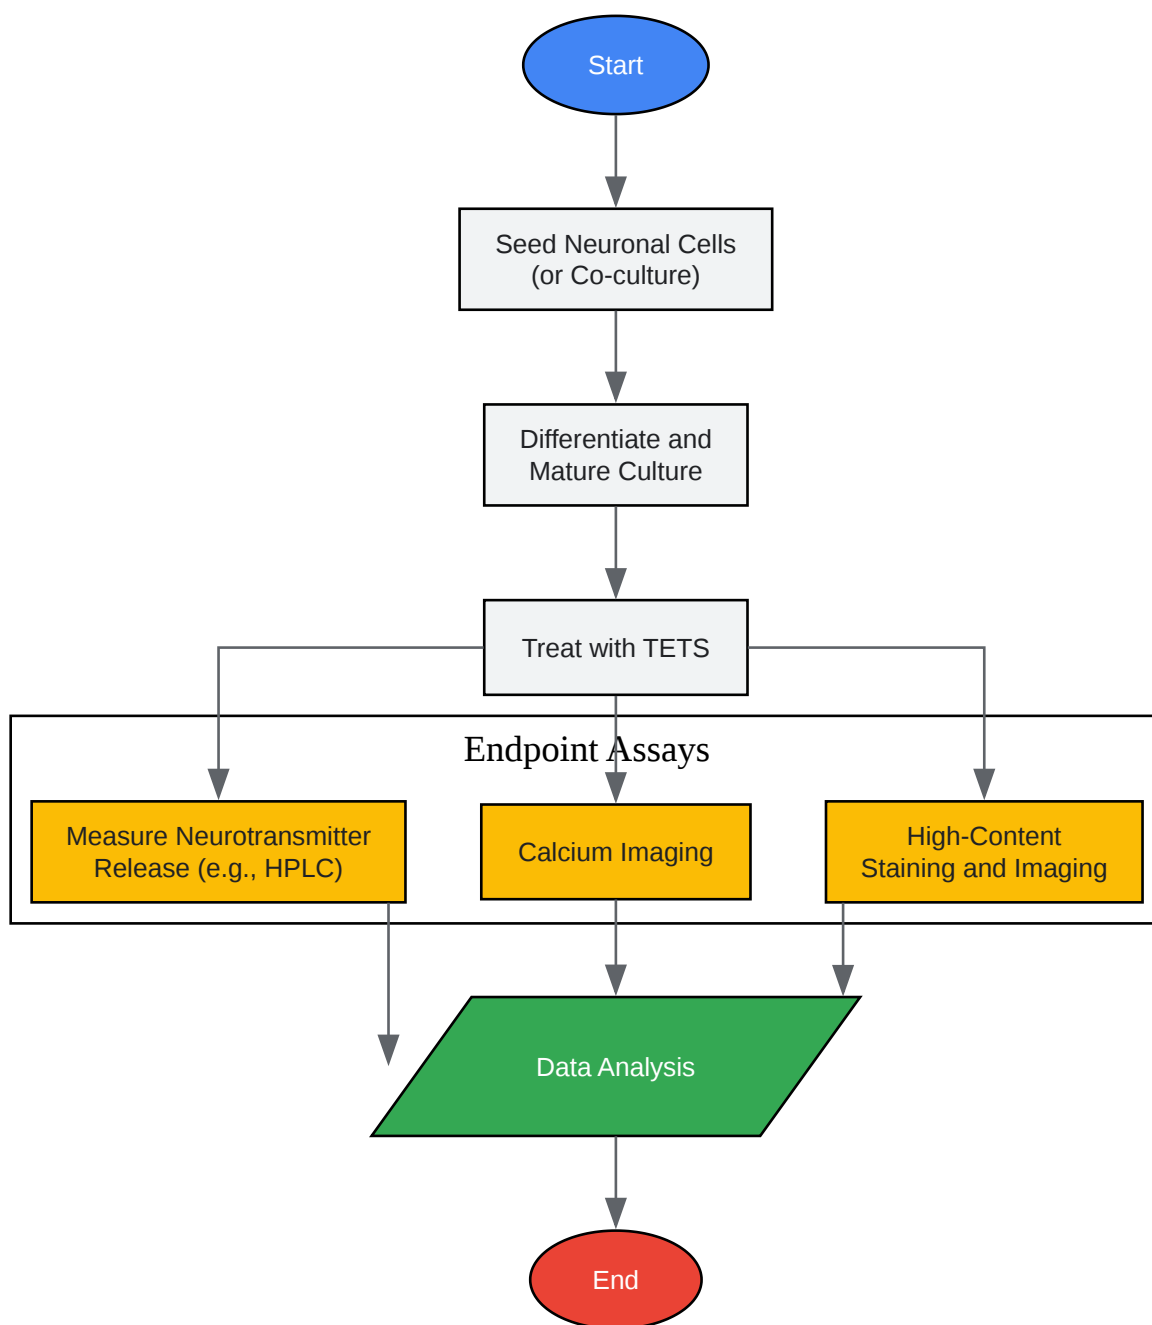 Start
Seed Neuronal Cells
(or Co-culture)
Differentiate and
Mature Culture
Treat with TETS
Endpoint Assays
Measure Neurotransmitter
Release (e.g., HPLC)
Calcium Imaging
High-Content
Staining and Imaging
Data Analysis
End